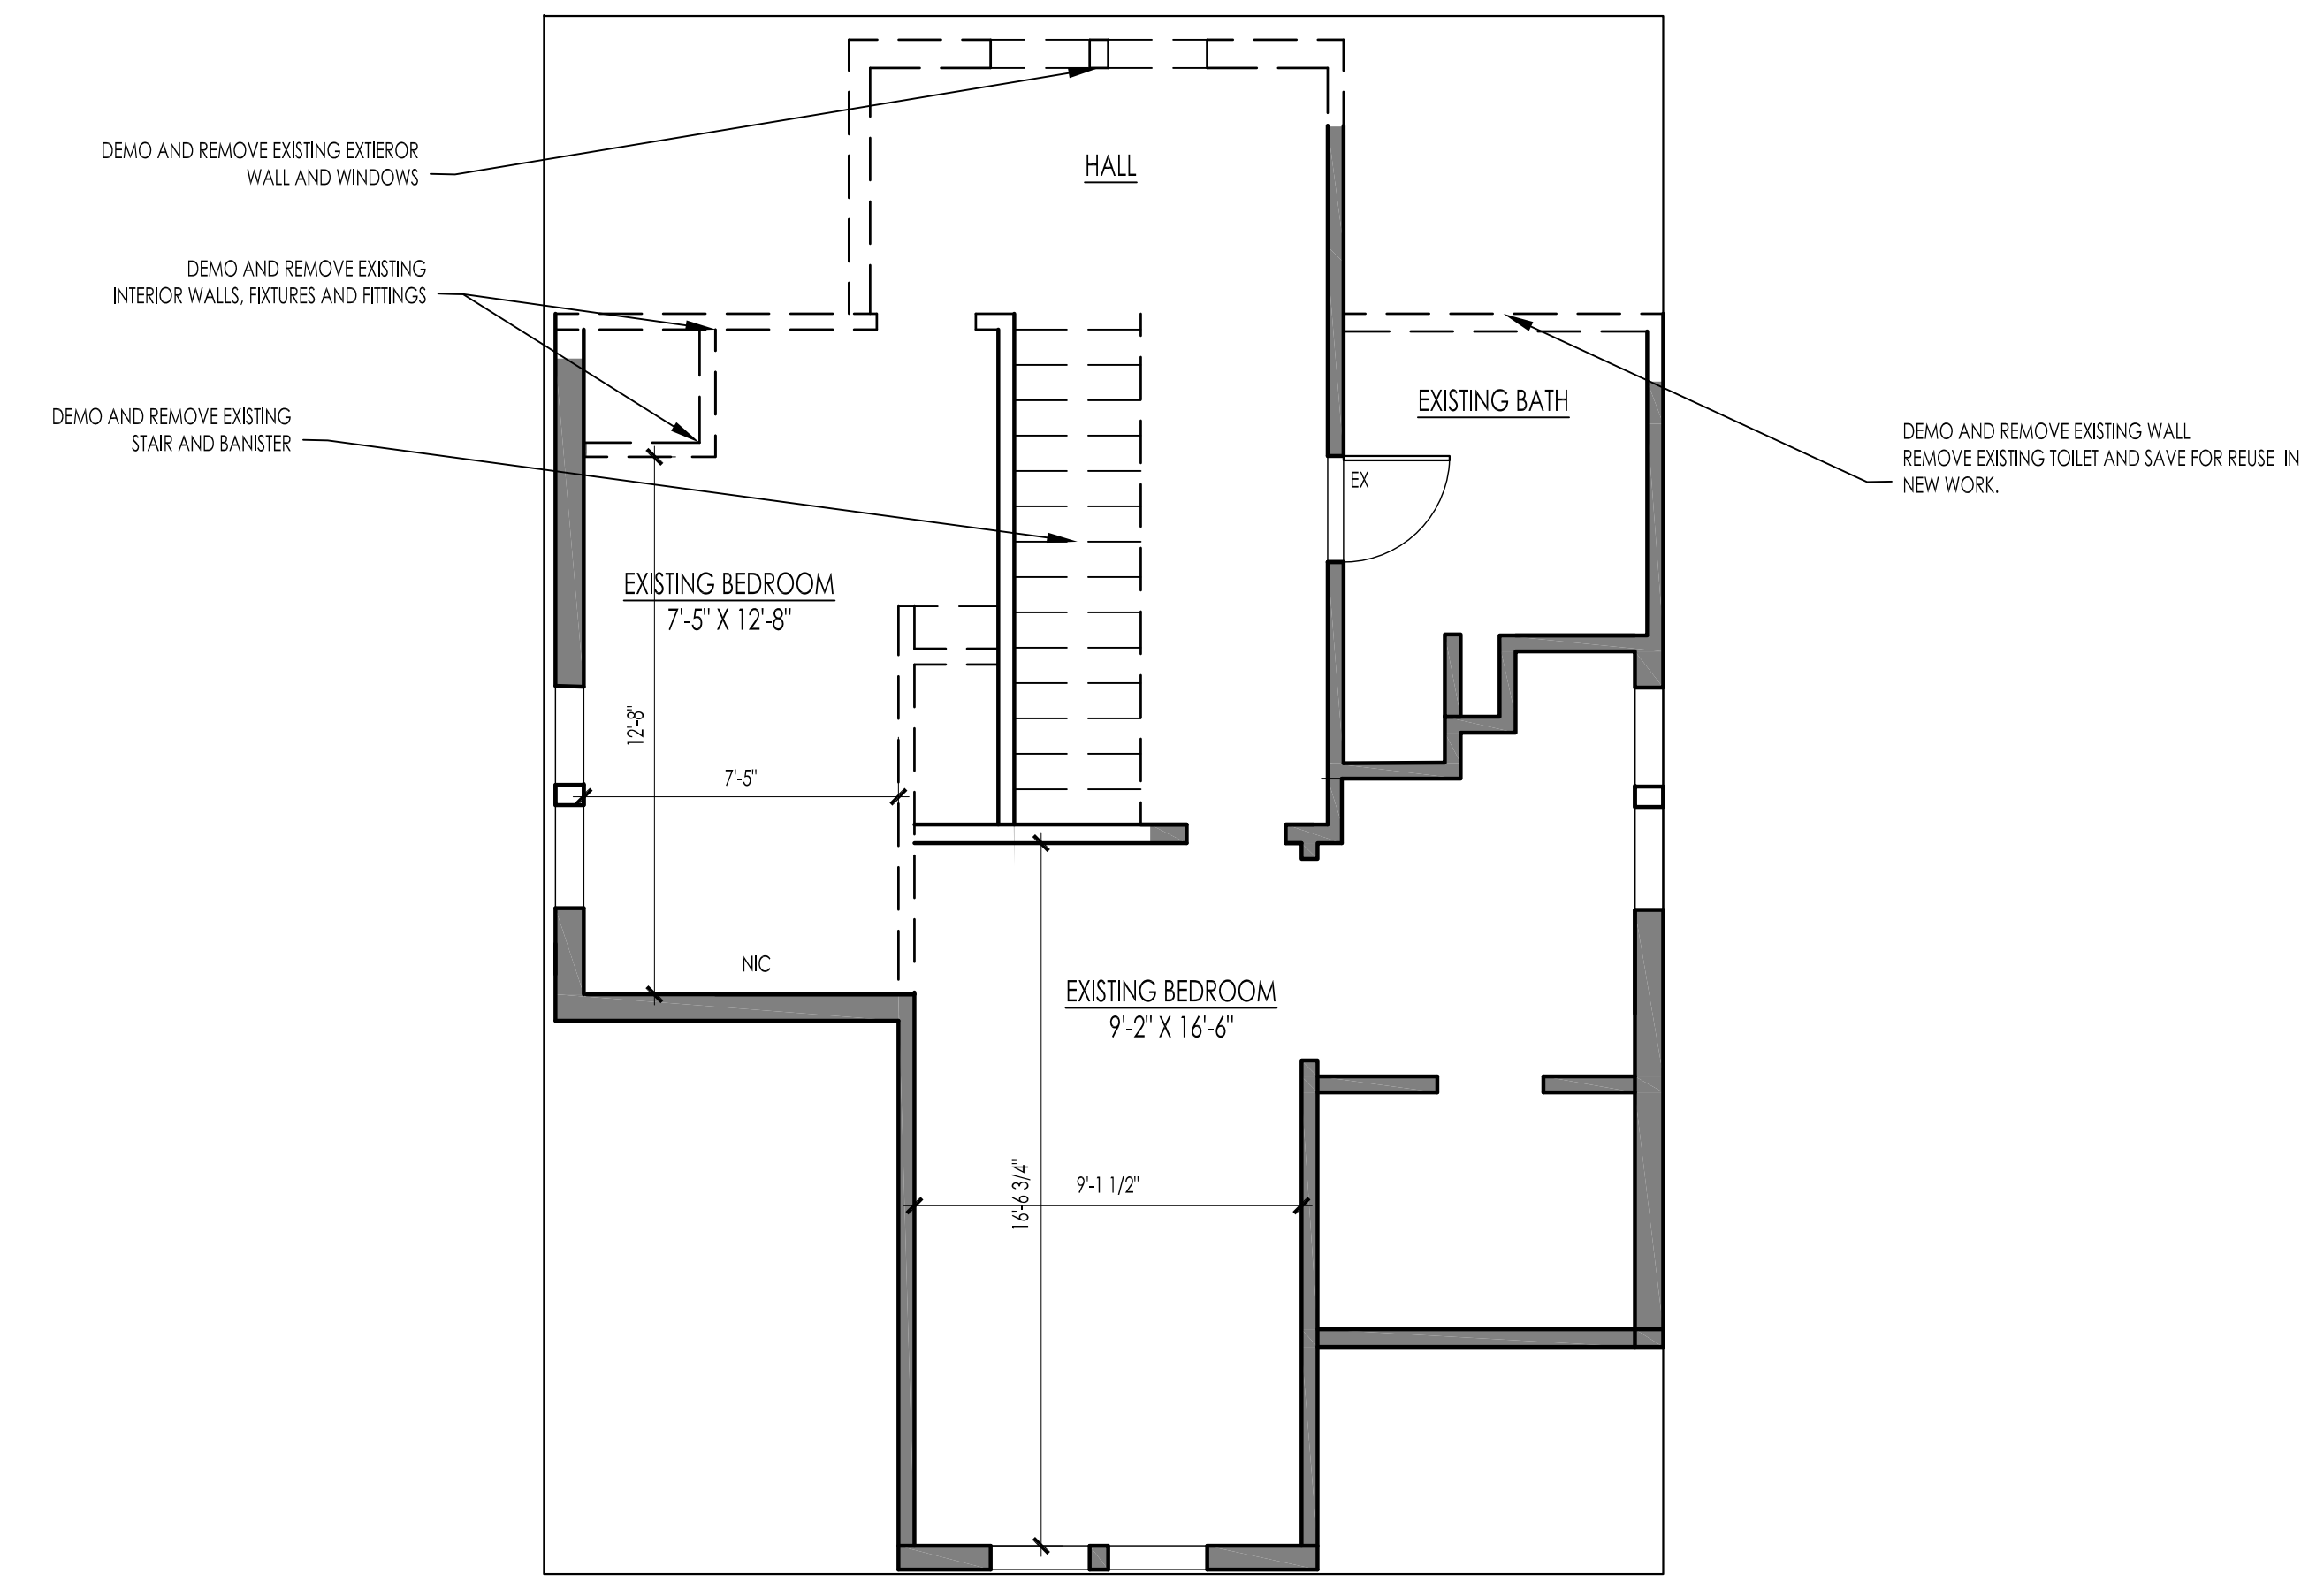 DEMO AND REMOVE EXISTING EXTIEROR
WALL AND WINDOWS
HALL
DEMO AND REMOVE EXISTING
INTERIOR WALLS, FIXTURES AND FITTINGS
DEMO AND REMOVE EXISTING
STAIR AND BANISTER
EXISTING BATH
DEMO AND REMOVE EXISTING WALL
REMOVE EXISTING TOILET AND SAVE FOR REUSE IN
NEW WORK.
EX
EXISTING BEDROOM
7'-5" X 12'-8"
12'-8"
7'-5"
NIC
EXISTING BEDROOM
9'-2" X 16'-6"
16'-6 3/4"
9'-1 1/2"